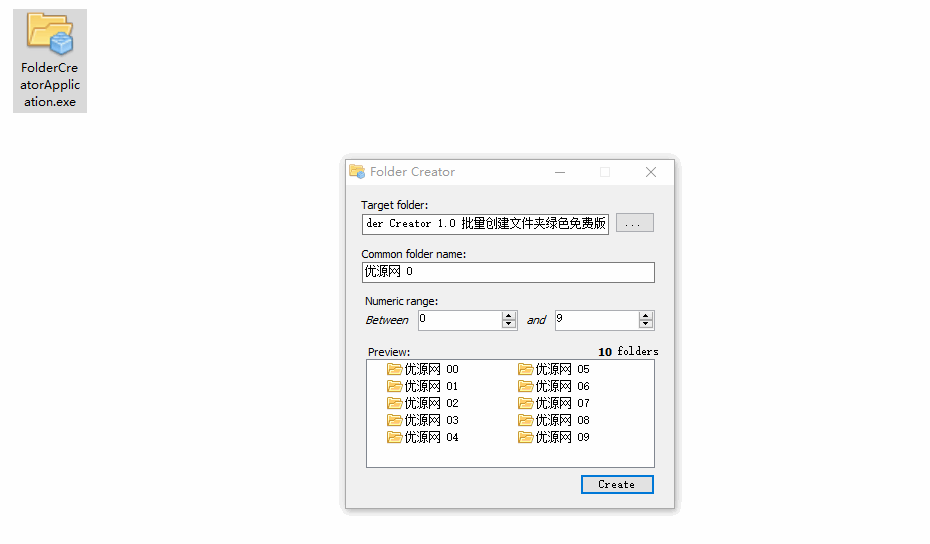 FolderCre
atorApplic
ation.exe
Folder Creator
Target folder:
der Creator 1.0 批量创建文件夹绿色免费版
...
Common folder name:
优源网 0
Numeric range:
Between 0 and 9
Preview: 10 folders
优源网 00 优源网 05
优源网 01 优源网 06
优源网 02 优源网 07
优源网 03 优源网 08
优源网 04 优源网 09
Create